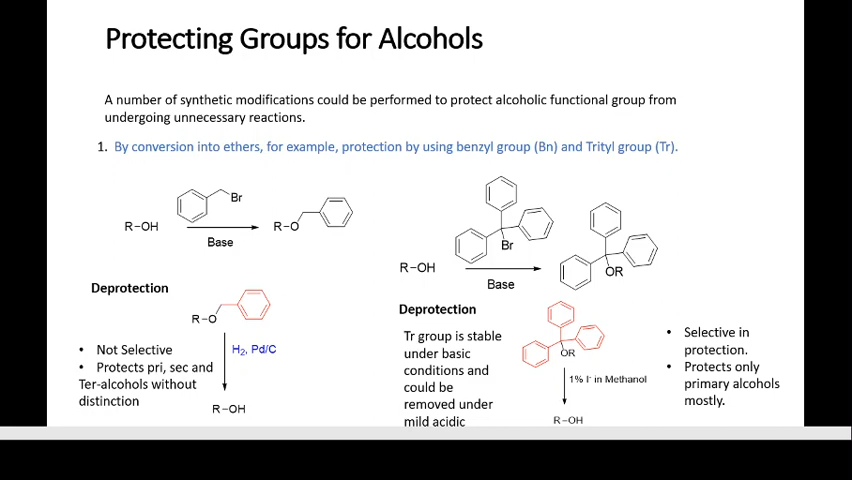 Protecting Groups for Alcohols
A number of synthetic modifications could be performed to protect alcoholic functional group from
undergoing unnecessary reactions.
1. By conversion into ethers, for example, protection by using benzyl group (Bn) and Trityl group (Tr).
Br
R-OH
Base
R-O
Br
R-OH
Base
OR
Deprotection
R-O
H2, Pd/C
R-OH
• Not Selective
• Protects pri, sec and
Ter-alcohols without
distinction
Deprotection
Tr group is stable
under basic
conditions and
could be
removed under
mild acidic
OR
1% I- in Methanol
R-OH
• Selective in
protection.
• Protects only
primary alcohols
mostly.